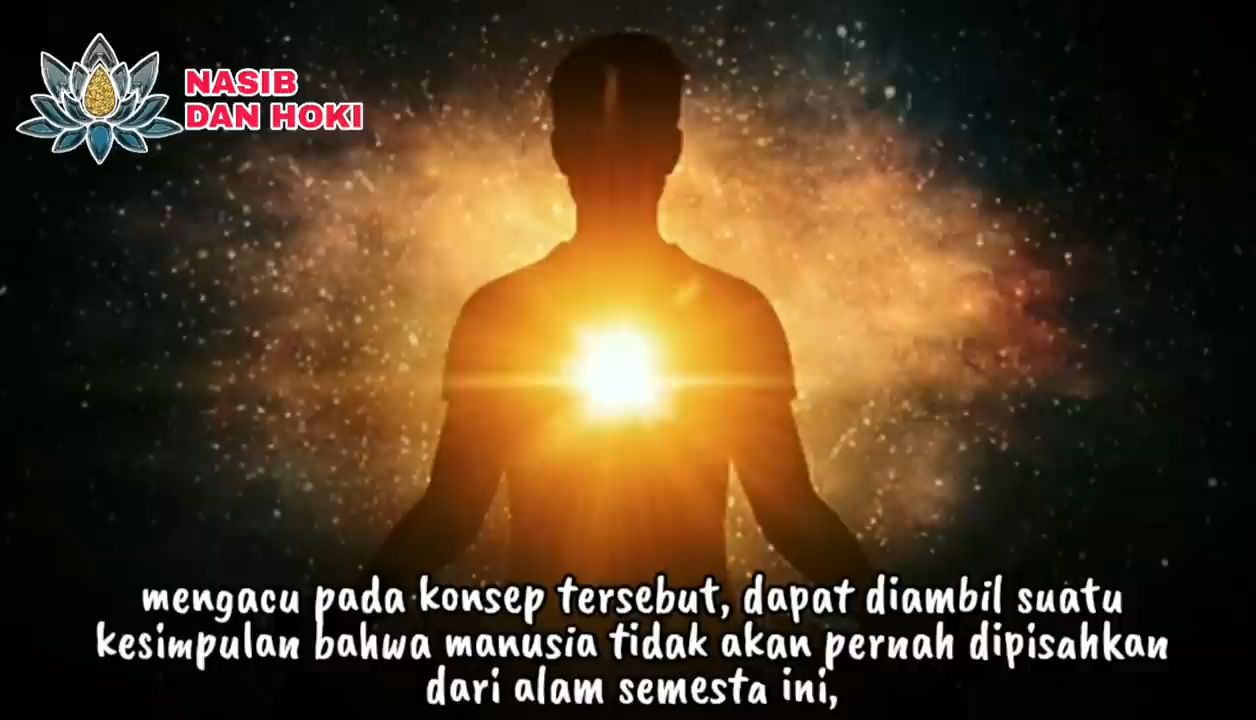 NASIB
DAN HOKI
mengacu pada konsep tersebut, dapat diambil suatu
kesimpulan bahwa manusia tidak akan pernah dipisahkan
dari alam semesta ini,